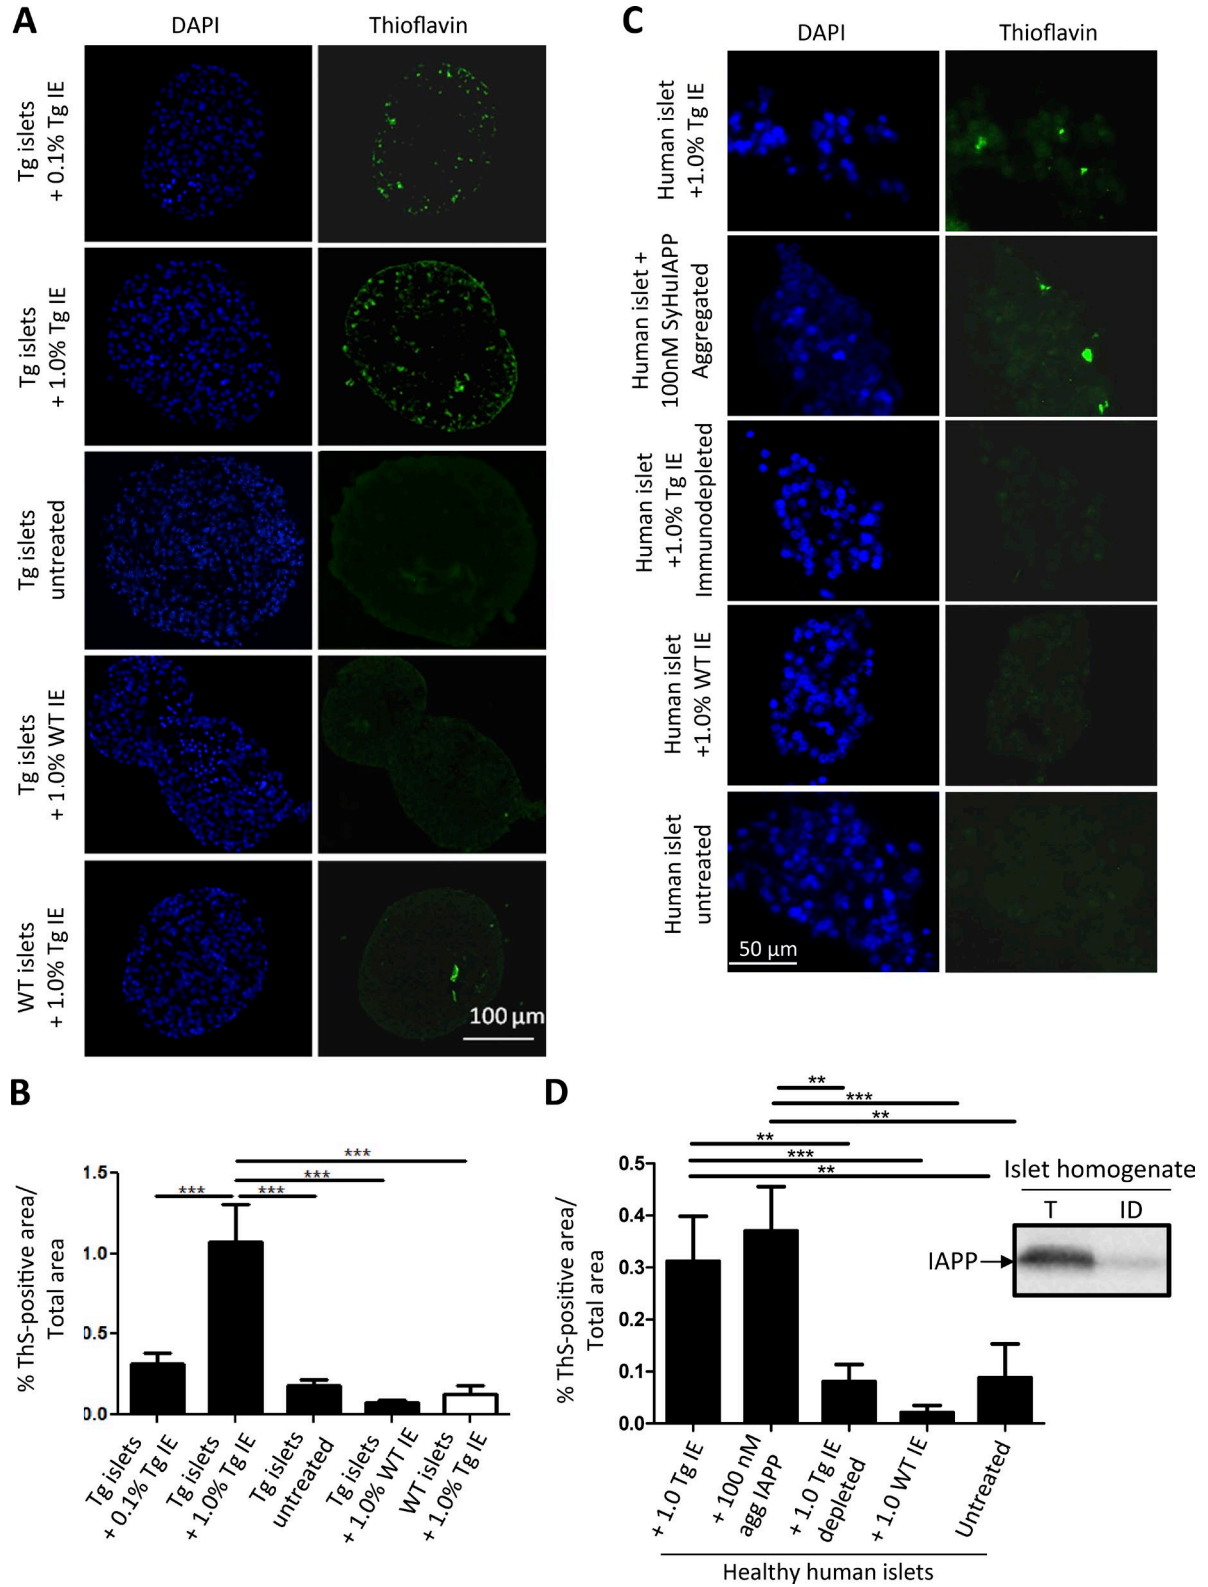 A
DAPI
Thioflavin
Tg islets
+ 0.1% Tg IE
Tg islets
+ 1.0% Tg IE
Tg islets
untreated
Tg islets
+ 1.0% WT IE
WT islets
+ 1.0% Tg IE
100 µm
C
DAPI
Thioflavin
Human islet
+1.0% Tg IE
Human islet +
100nM SyHuIAPP
Aggregated
Human islet
+1.0% Tg IE
Immunodepleted
Human islet
+1.0% WT IE
Human islet
untreated
50 µm
B
% ThS-positive area/
Total area
1.5
1.0
0.5
0.0
***
***
***
***
Tg islets
+ 0.1% Tg IE
Tg islets
+ 1.0% Tg IE
Tg islets
untreated
Tg islets
+ 1.0% WT IE
WT islets
+ 1.0% Tg IE
D
% ThS-positive area/
Total area
0.5
0.4
0.3
0.2
0.1
0.0
**
***
**
**
***
**
Islet homogenate
T ID
IAPP
+ 1.0 Tg IE
+ 100 nM
agg IAPP
+ 1.0 Tg IE
depleted
+ 1.0 WT IE
Untreated
Healthy human islets